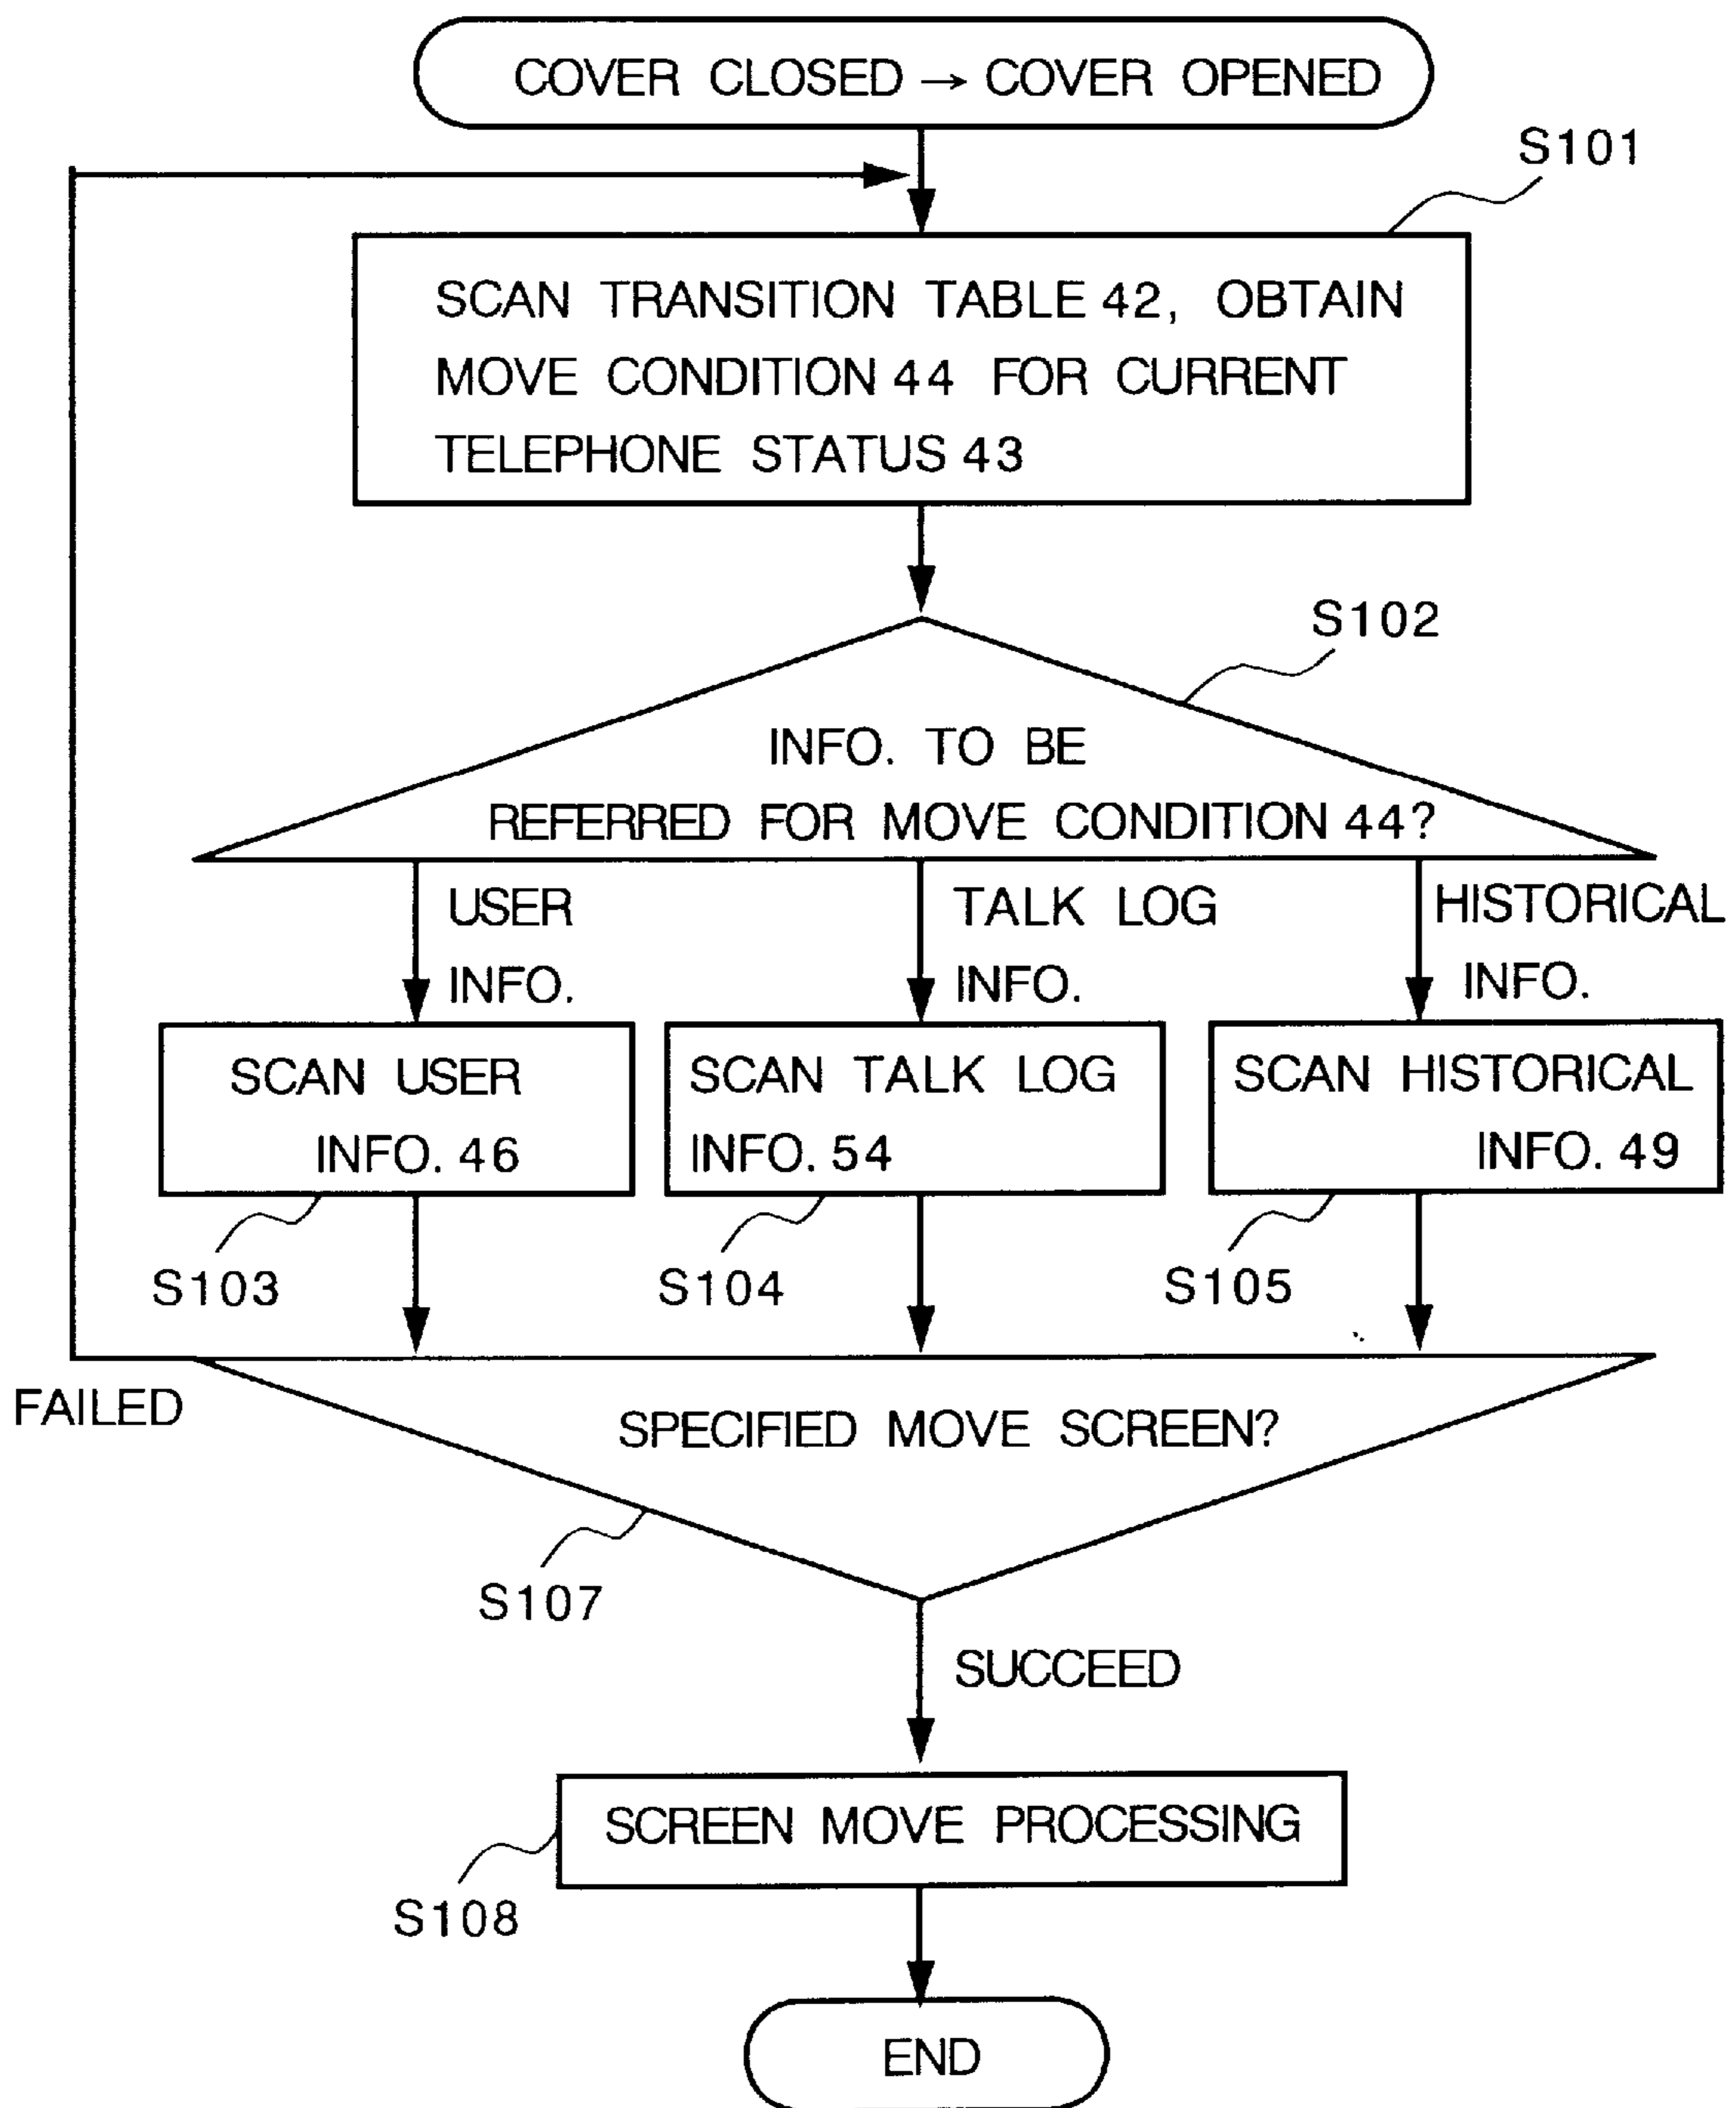 COVER CLOSED → COVER OPENED
S101
SCAN TRANSITION TABLE 42, OBTAIN
MOVE CONDITION 44 FOR CURRENT
TELEPHONE STATUS 43
S102
INFO. TO BE
REFERRED FOR MOVE CONDITION 44?
USER
INFO.
TALK LOG
INFO.
HISTORICAL
INFO.
SCAN USER
INFO. 46
SCAN TALK LOG
INFO. 54
SCAN HISTORICAL
INFO. 49
S103
S104
S105
FAILED
SPECIFIED MOVE SCREEN?
S107
SUCCEED
SCREEN MOVE PROCESSING
S108
END